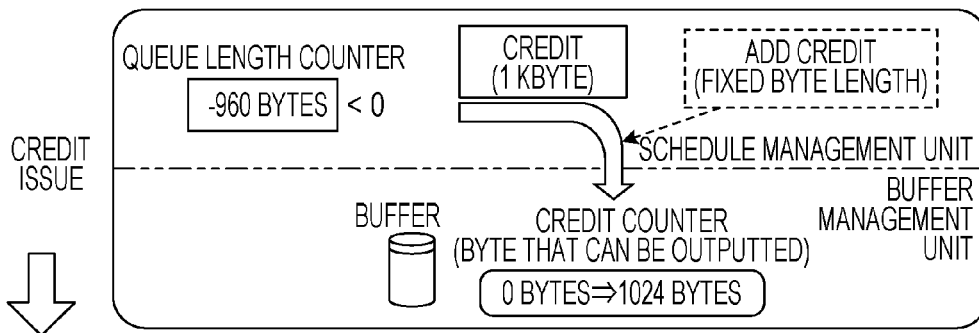 QUEUE LENGTH COUNTER
-960 BYTES < 0
CREDIT
(1 KBYTE)
ADD CREDIT
(FIXED BYTE LENGTH)
SCHEDULE MANAGEMENT UNIT
CREDIT
ISSUE
BUFFER
MANAGEMENT
UNIT
BUFFER
CREDIT COUNTER
(BYTE THAT CAN BE OUTPUTTED)
0 BYTES⇒1024 BYTES